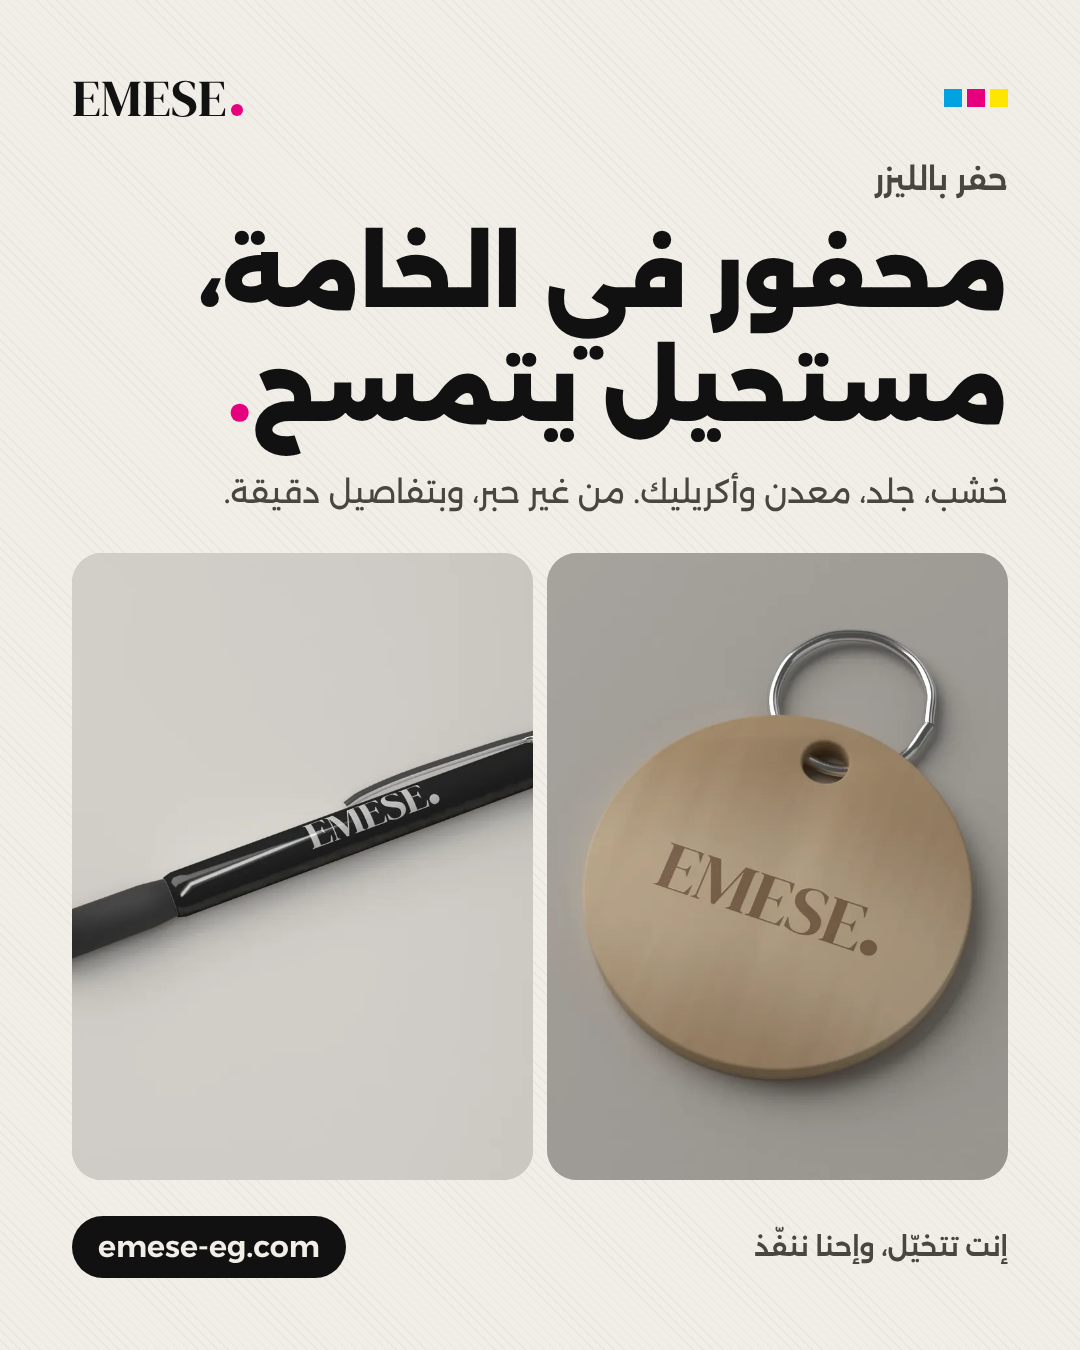 EMESE.
حفر بالليزر
محفور في الخامة،
مستحيل يتمسح.
خشب، جلد، معدن وأكريليك. من غير حبر، وبتفاصيل دقيقة.
EMESE.
EMESE.
إنت تتخيّل، وإحنا ننفّذ
emese-eg.com